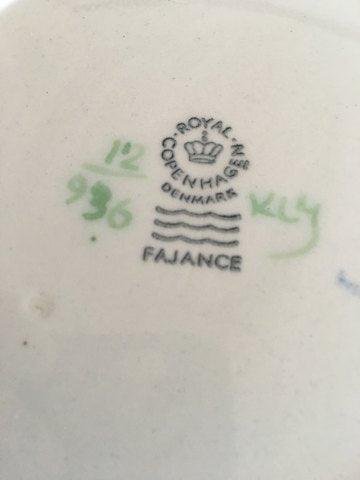 ROYAL
COPENHAGEN
DENMARK
12
936
FAJANCE